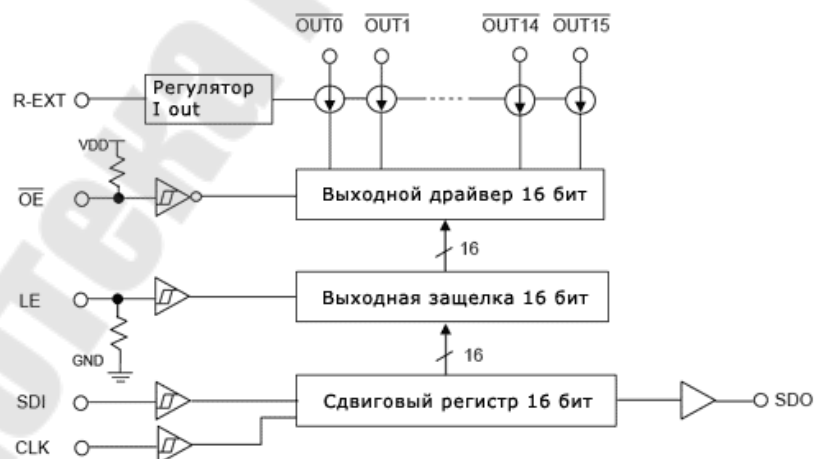 OUT0 OUT1 OUT14 OUT15
R-EXT
Регулятор
I out
VDD
OE
Выходной драйвер 16 бит
16
LE
Выходная защелка 16 бит
GND
16
SDI
Сдвиговый регистр 16 бит
SDO
CLK